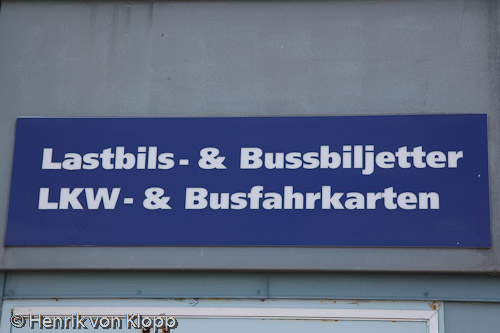 Lastbils- & Bussbiljetter
LKW- & Busfahrkarten
© Henrik von Klopp